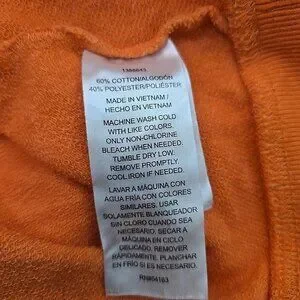 60% COTTON/ALGODÓN
40% POLYESTER/POLIÉSTER
MADE IN VIETNAM /
HECHO EN VIETNAM
MACHINE WASH COLD
WITH LIKE COLORS.
ONLY NON-CHLORINE
BLEACH WHEN NEEDED.
TUMBLE DRY LOW.
REMOVE PROMPTLY.
COOL IRON IF NEEDED.
LAVAR A MÁQUINA CON
AGUA FRÍA CON COLORES
SIMILARES. USAR
SOLAMENTE BLANQUEADOR
SIN CLORO CUANDO SEA
NECESARIO. SEGAR A
MÁQUINA EN CICLO
DELICADO. REMOVER
RÁPIDAMENTE. PLANCHAR
EN FRÍO SI ES NECESARIO.